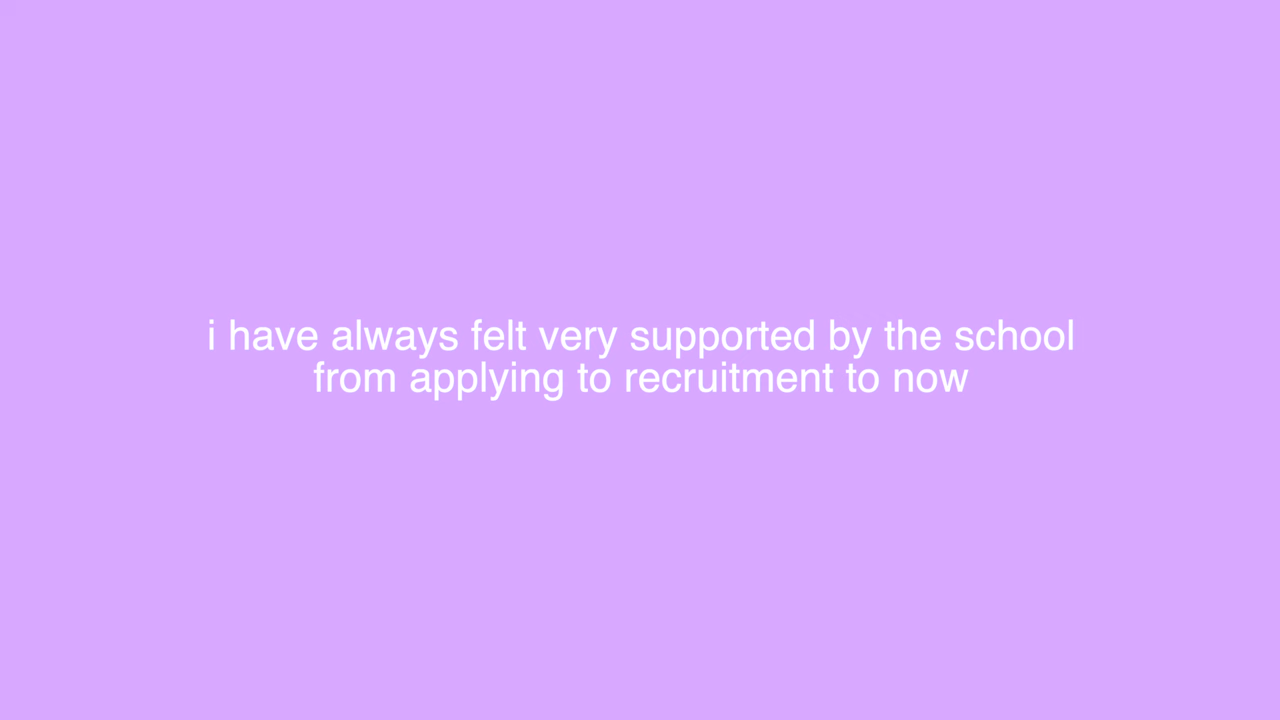 i have always felt very supported by the school
from applying to recruitment to now